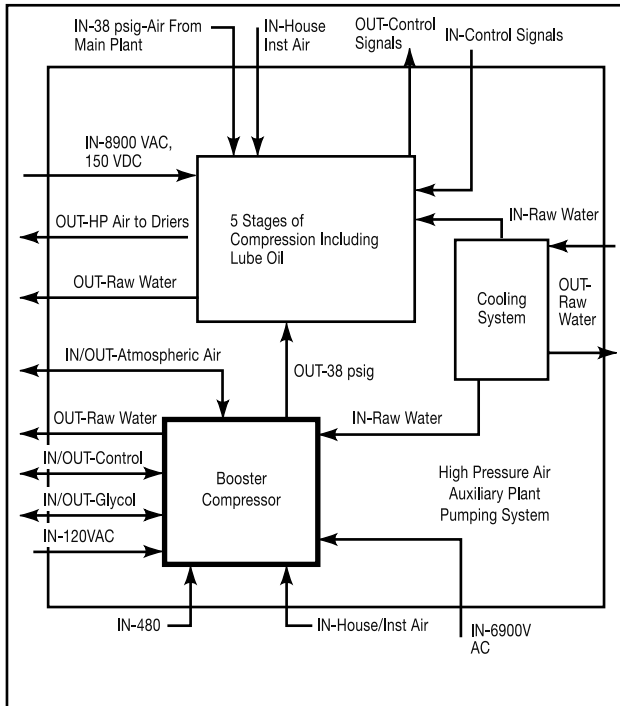 IN-38 psig-Air From
Main Plant
IN-House
Inst Air
OUT-Control
Signals
IN-Control Signals
IN-8900 VAC,
150 VDC
OUT-HP Air to Driers
5 Stages of
Compression Including
Lube Oil
IN-Raw Water
OUT-
Raw
Water
Cooling
System
OUT-Raw Water
IN/OUT-Atmospheric Air
OUT-38 psig
OUT-Raw Water
IN-Raw Water
IN/OUT-Control
Booster
Compressor
IN/OUT-Glycol
High Pressure Air
Auxiliary Plant
Pumping System
IN-120VAC
IN-480
IN-House/Inst Air
IN-6900V
AC